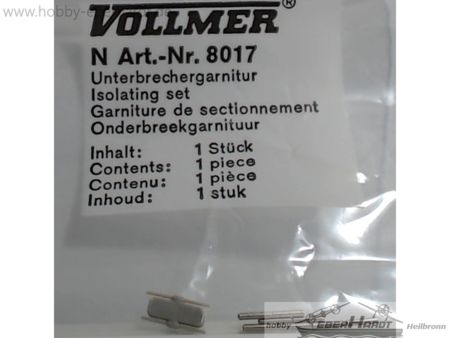 VOLLMER®
N Art.-Nr. 8017
Unterbrechergarnitur
Isolating set
Garniture de sectionnement
Onderbreekgarnituur
Inhalt: 1 Stück
Contents: 1 piece
Contenu: 1 pièce
Inhoud: 1 stuk
hobby EBERHARDT Heilbronn